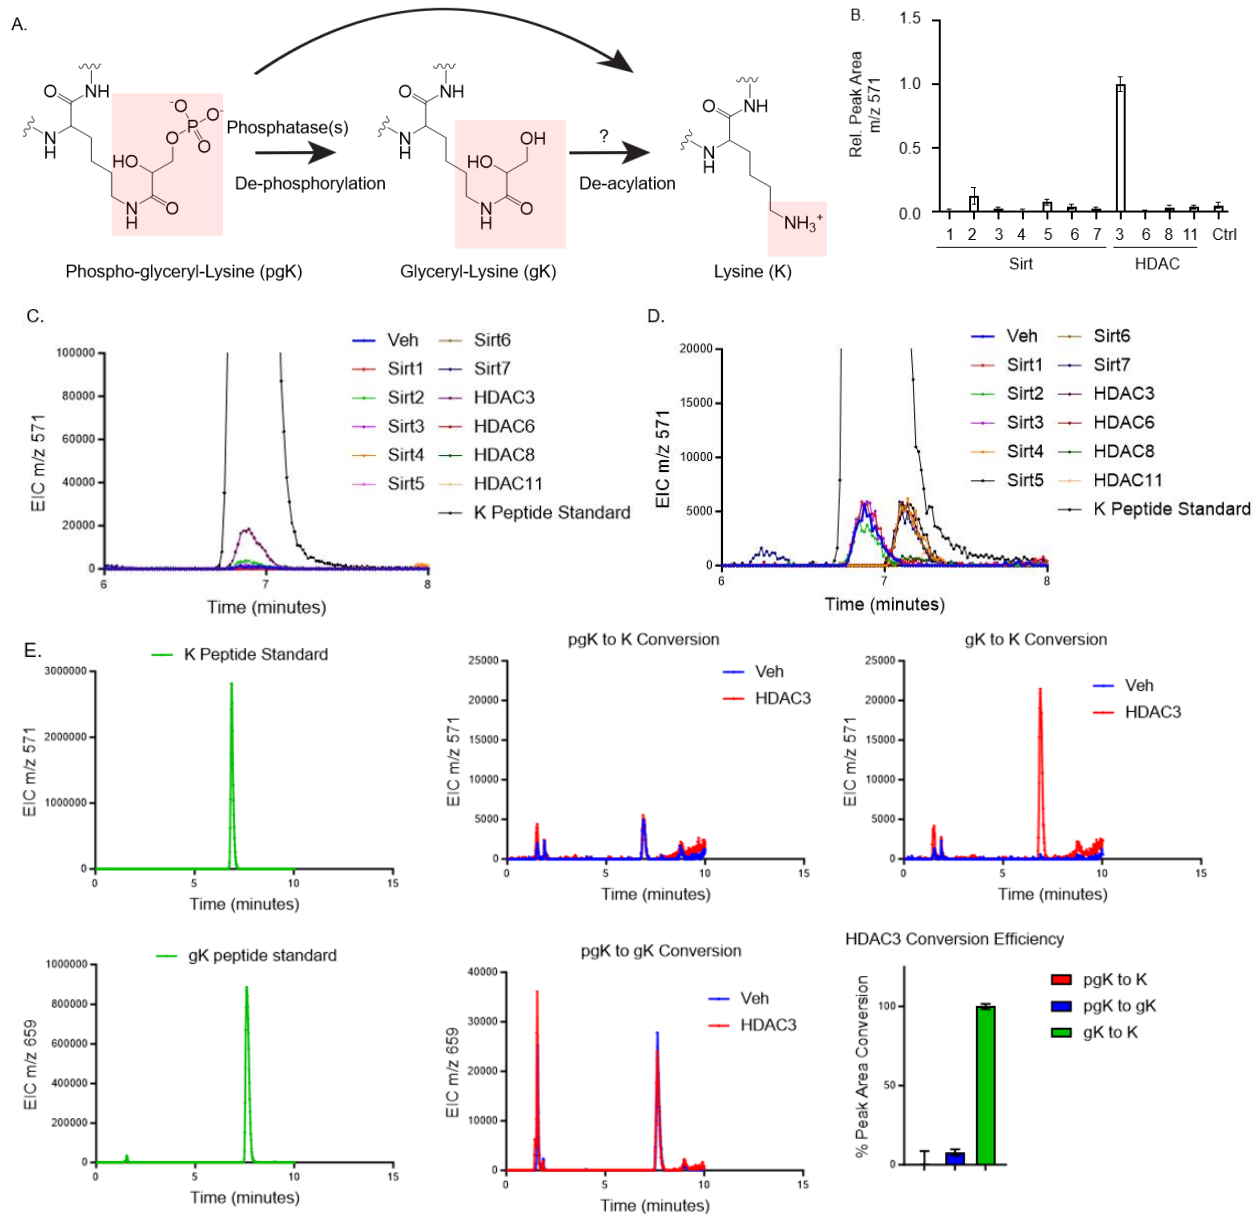 A.
O
NH
N
H
-O
O-
P
O
O
HO
N
H
O
Phosphatase(s)
De-phosphorylation
O
NH
N
H
OH
HO
N
H
O
?
De-acylation
O
NH
N
H
NH3+
Phospho-glyceryl-Lysine (pgK)
Glyceryl-Lysine (gK)
Lysine (K)
B.
Rel. Peak Area
m/z 571
1.5
1.0
0.5
0.0
1 2 3 4 5 6 7 3 6 8 11 Ctrl
Sirt HDAC
C.
EIC m/z 571
100000
80000
60000
40000
20000
0
6 7 8
Time (minutes)
Veh
Sirt1
Sirt2
Sirt3
Sirt4
Sirt5
Sirt6
Sirt7
HDAC3
HDAC6
HDAC8
HDAC11
K Peptide Standard
D.
EIC m/z 571
20000
15000
10000
5000
0
6 7 8
Time (minutes)
Veh
Sirt1
Sirt2
Sirt3
Sirt4
Sirt5
Sirt6
Sirt7
HDAC3
HDAC6
HDAC8
HDAC11
K Peptide Standard
E.
K Peptide Standard
EIC m/z 571
3000000
2000000
1000000
0
0 5 10 15
Time (minutes)
pgK to K Conversion
EIC m/z 571
25000
20000
15000
10000
5000
0
0 5 10 15
Time (minutes)
Veh
HDAC3
gK to K Conversion
EIC m/z 571
25000
20000
15000
10000
5000
0
0 5 10 15
Time (minutes)
Veh
HDAC3
gK peptide standard
EIC m/z 659
1000000
800000
600000
400000
200000
0
0 5 10 15
Time (minutes)
pgK to gK Conversion
EIC m/z 659
40000
30000
20000
10000
0
0 5 10 15
Time (minutes)
Veh
HDAC3
HDAC3 Conversion Efficiency
% Peak Area Conversion
100
50
0
pgK to K
pgK to gK
gK to K